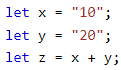 let x = "10";
let y = "20";
let z = x + y;